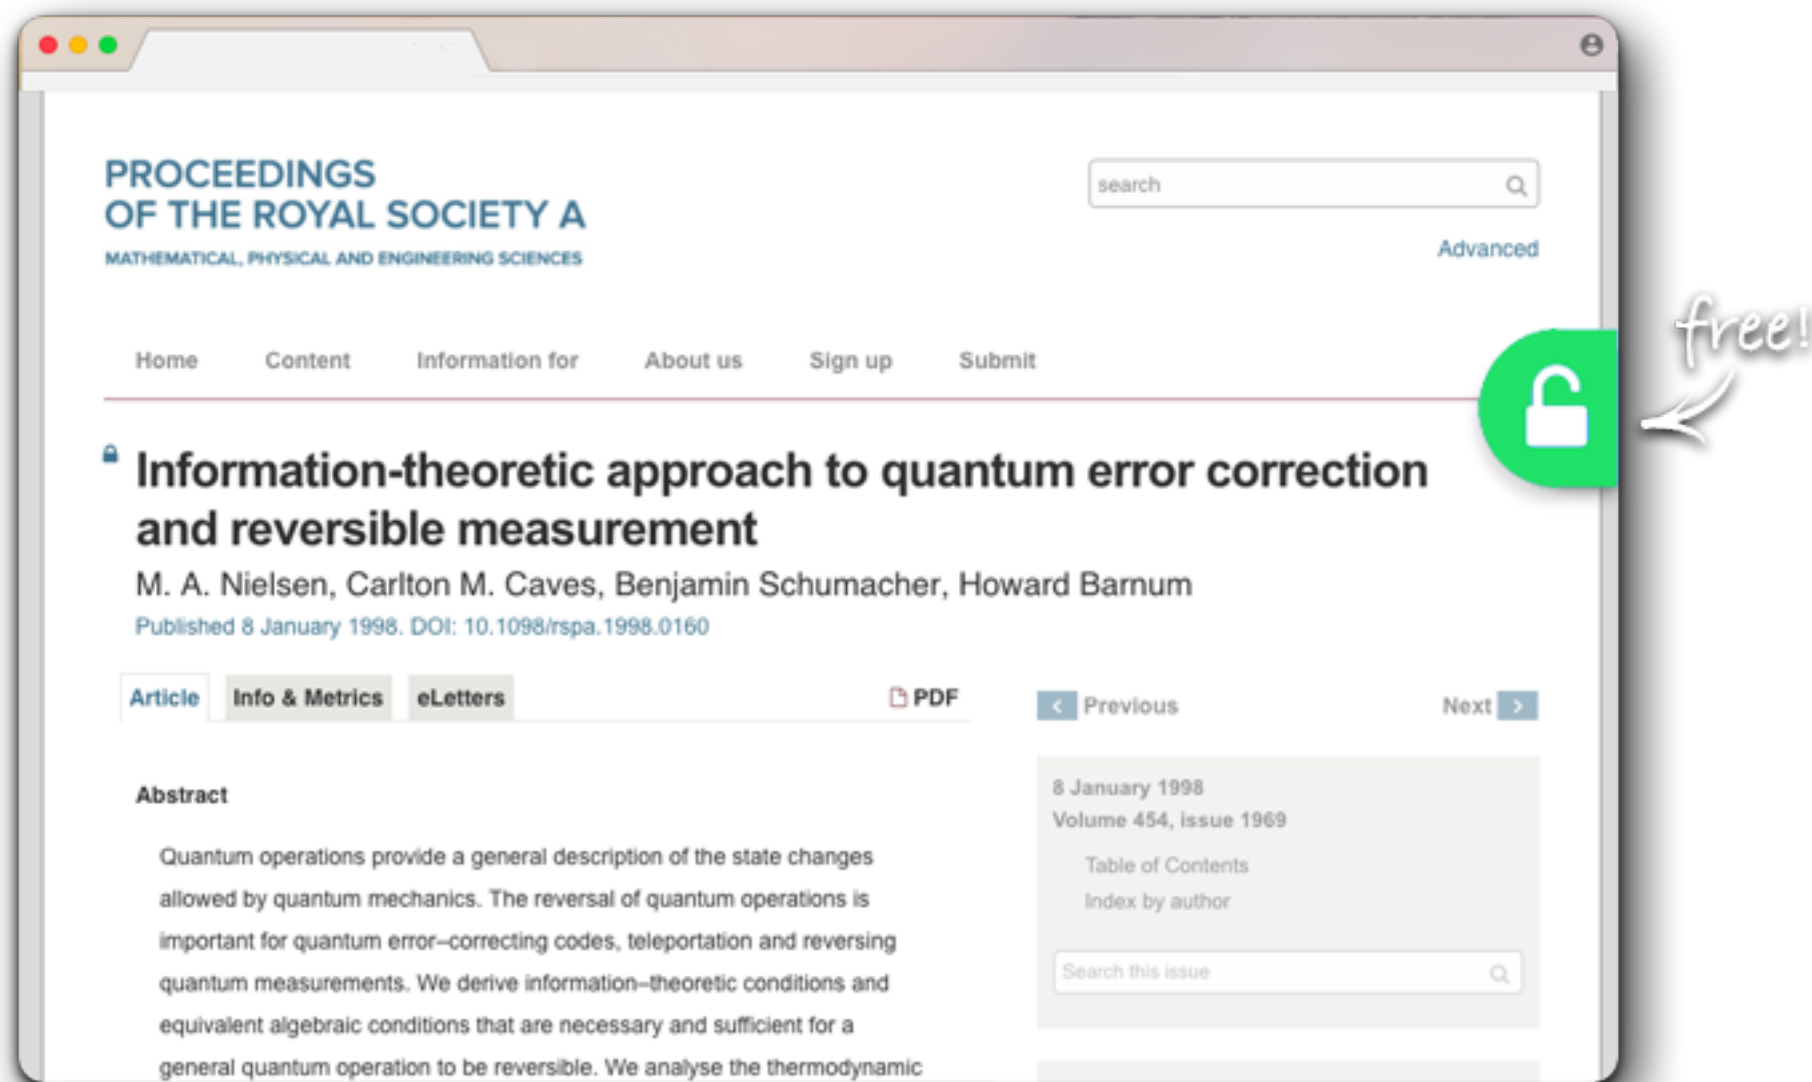 PROCEEDINGS
OF THE ROYAL SOCIETY A
MATHEMATICAL, PHYSICAL AND ENGINEERING SCIENCES
search
Advanced
free!
Home Content Information for About us Sign up Submit
Information-theoretic approach to quantum error correction
and reversible measurement
M. A. Nielsen, Carlton M. Caves, Benjamin Schumacher, Howard Barnum
Published 8 January 1998. DOI: 10.1098/rspa.1998.0160
Article Info & Metrics eLetters PDF
Previous Next
Abstract
Quantum operations provide a general description of the state changes
allowed by quantum mechanics. The reversal of quantum operations is
important for quantum error–correcting codes, teleportation and reversing
quantum measurements. We derive information–theoretic conditions and
equivalent algebraic conditions that are necessary and sufficient for a
general quantum operation to be reversible. We analyse the thermodynamic
8 January 1998
Volume 454, issue 1969
Table of Contents
Index by author
Search this issue